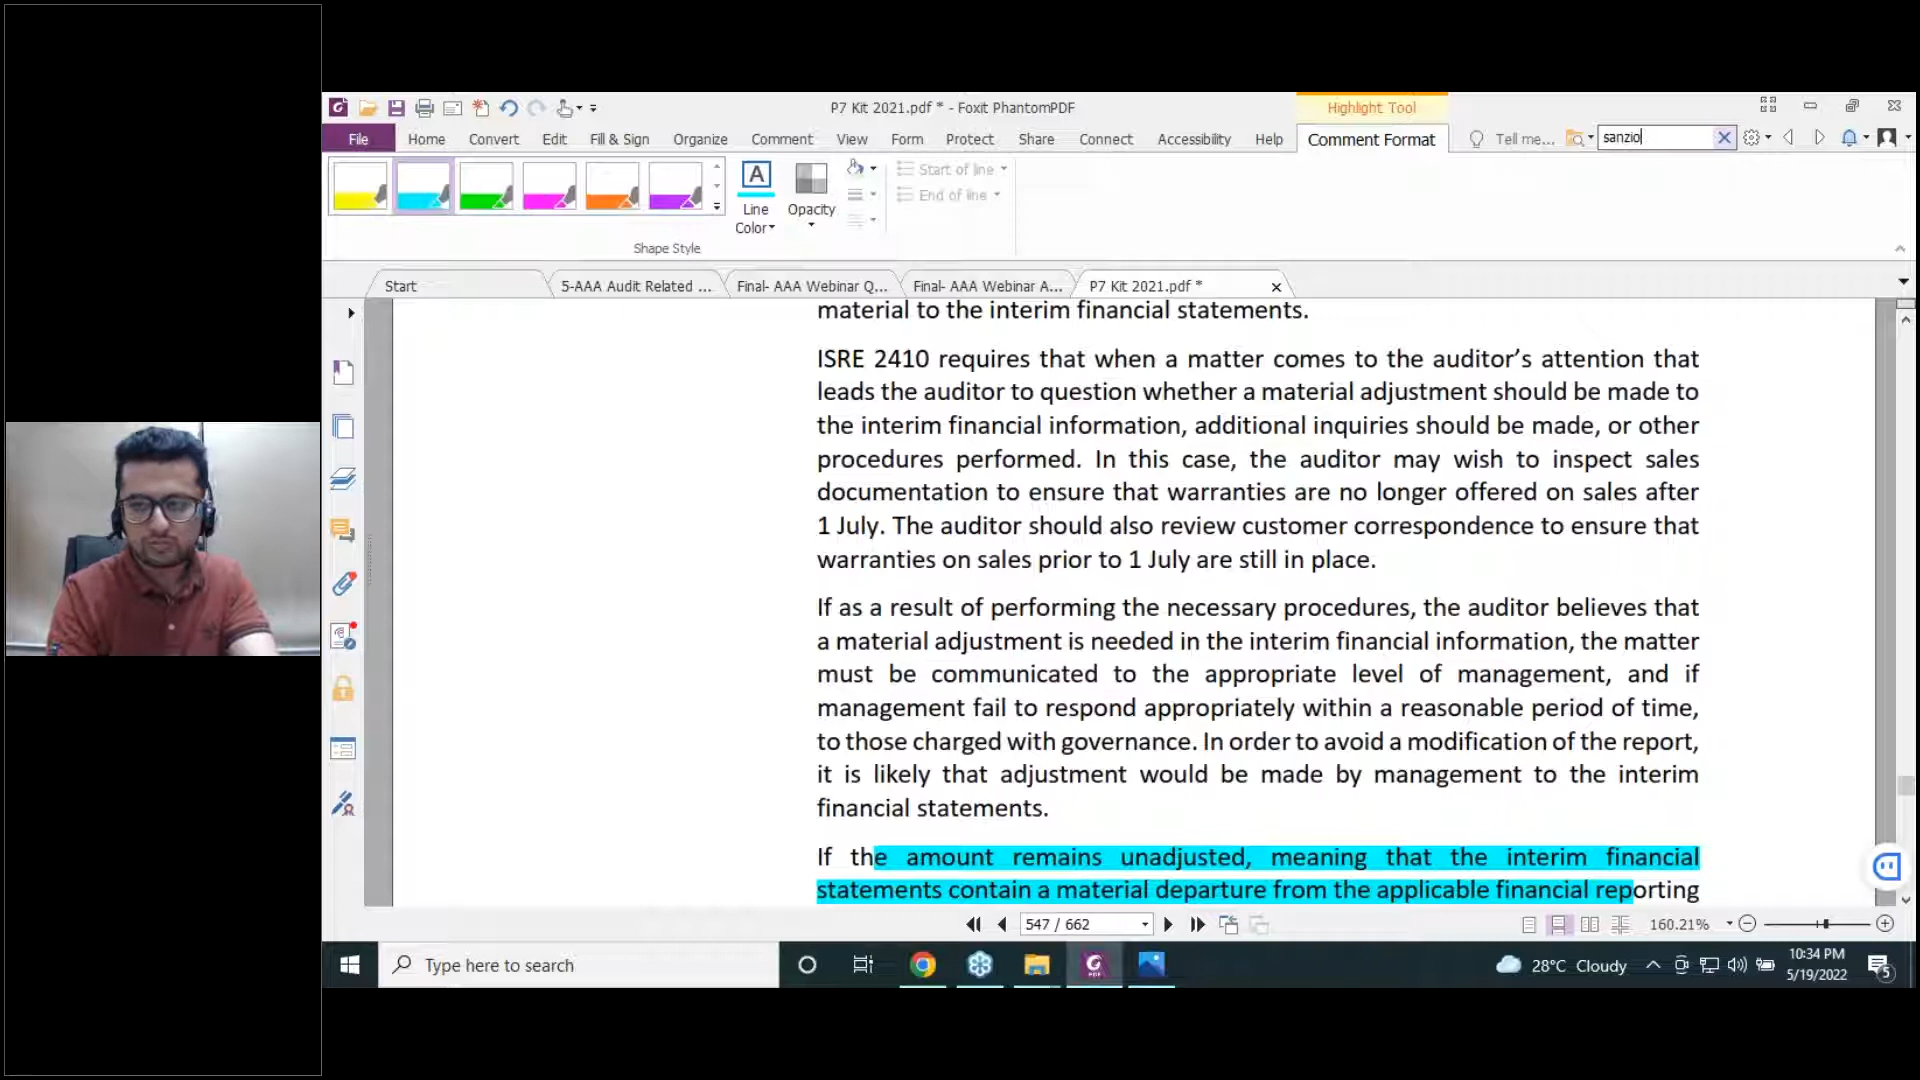 P7 Kit 2021.pdf * - Foxit PhantomPDF
Highlight Tool
File Home Convert Edit Fill & Sign Organize Comment View Form Protect Share Connect Accessibility Help Comment Format Tell me... sanzio
Line Color
Opacity
Start of line
End of line
Shape Style
Start
5-AAA Audit Related ...
Final- AAA Webinar Q...
Final- AAA Webinar A...
P7 Kit 2021.pdf *
material to the interim financial statements.
ISRE 2410 requires that when a matter comes to the auditor’s attention that
leads the auditor to question whether a material adjustment should be made to
the interim financial information, additional inquiries should be made, or other
procedures performed. In this case, the auditor may wish to inspect sales
documentation to ensure that warranties are no longer offered on sales after
1 July. The auditor should also review customer correspondence to ensure that
warranties on sales prior to 1 July are still in place.
If as a result of performing the necessary procedures, the auditor believes that
a material adjustment is needed in the interim financial information, the matter
must be communicated to the appropriate level of management, and if
management fail to respond appropriately within a reasonable period of time,
to those charged with governance. In order to avoid a modification of the report,
it is likely that adjustment would be made by management to the interim
financial statements.
If the amount remains unadjusted, meaning that the interim financial
statements contain a material departure from the applicable financial reporting
547 / 662
160.21%
Type here to search
28°C Cloudy
10:34 PM
5/19/2022
5